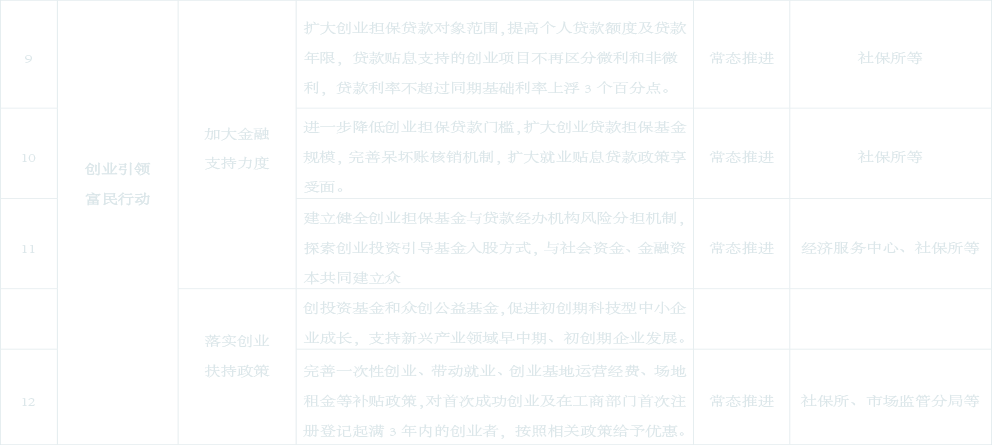 9
创业引领
富民行动
加大金融
支持力度
扩大创业担保贷款对象范围,提高个人贷款额度及贷款
年限，贷款贴息支持的创业项目不再区分微利和非微
利，贷款利率不超过同期基础利率上浮 3 个百分点。
常态推进
社保所等
10
进一步降低创业担保贷款门槛,扩大创业贷款担保基金
规模，完善呆坏账核销机制，扩大就业贴息贷款政策享
受面。
常态推进
社保所等
11
建立健全创业担保基金与贷款经办机构风险分担机制，
探索创业投资引导基金入股方式，与社会资金、金融资
本共同建立众
常态推进
经济服务中心、社保所等
落实创业
扶持政策
创投资基金和众创公益基金,促进初创期科技型中小企
业成长，支持新兴产业领域早中期、初创期企业发展。
12
完善一次性创业、带动就业、创业基地运营经费、场地
租金等补贴政策,对首次成功创业及在工商部门首次注
册登记起满 3 年内的创业者，按照相关政策给予优惠。
常态推进
社保所、市场监管分局等